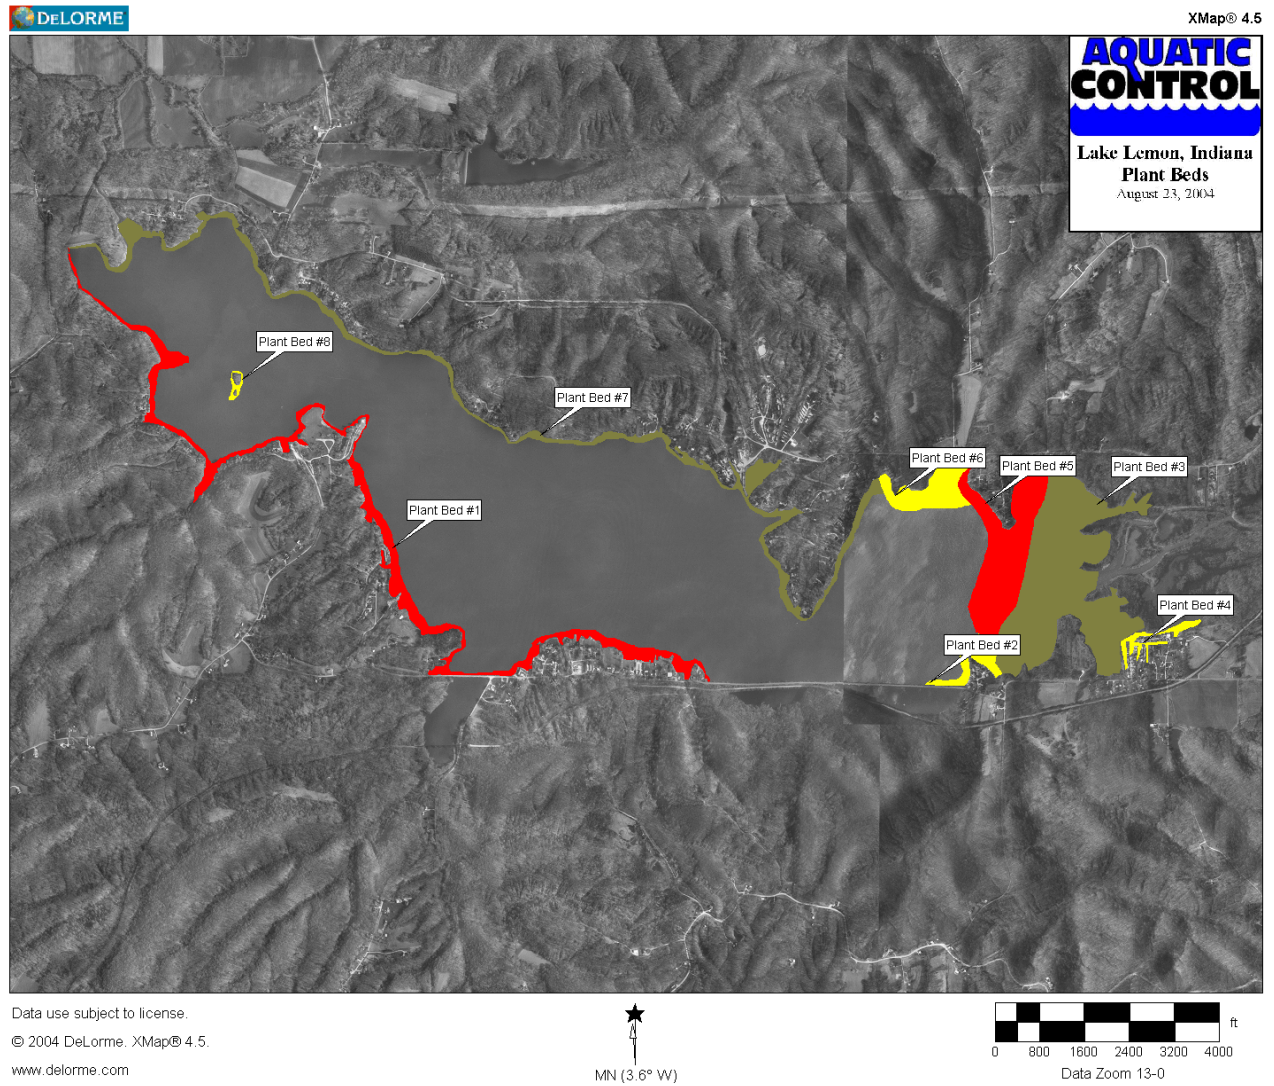 DELORME
XMap® 4.5
AQUATIC
CONTROL
Lake Lemon, Indiana
Plant Beds
August 23, 2004
Plant Bed #8
Plant Bed #7
Plant Bed #6
Plant Bed #5
Plant Bed #3
Plant Bed #1
Plant Bed #4
Plant Bed #2
Data use subject to license.
© 2004 DeLorme. XMap® 4.5.
www.delorme.com
MN (3.6° W)
ft
0 800 1600 2400 3200 4000
Data Zoom 13-0